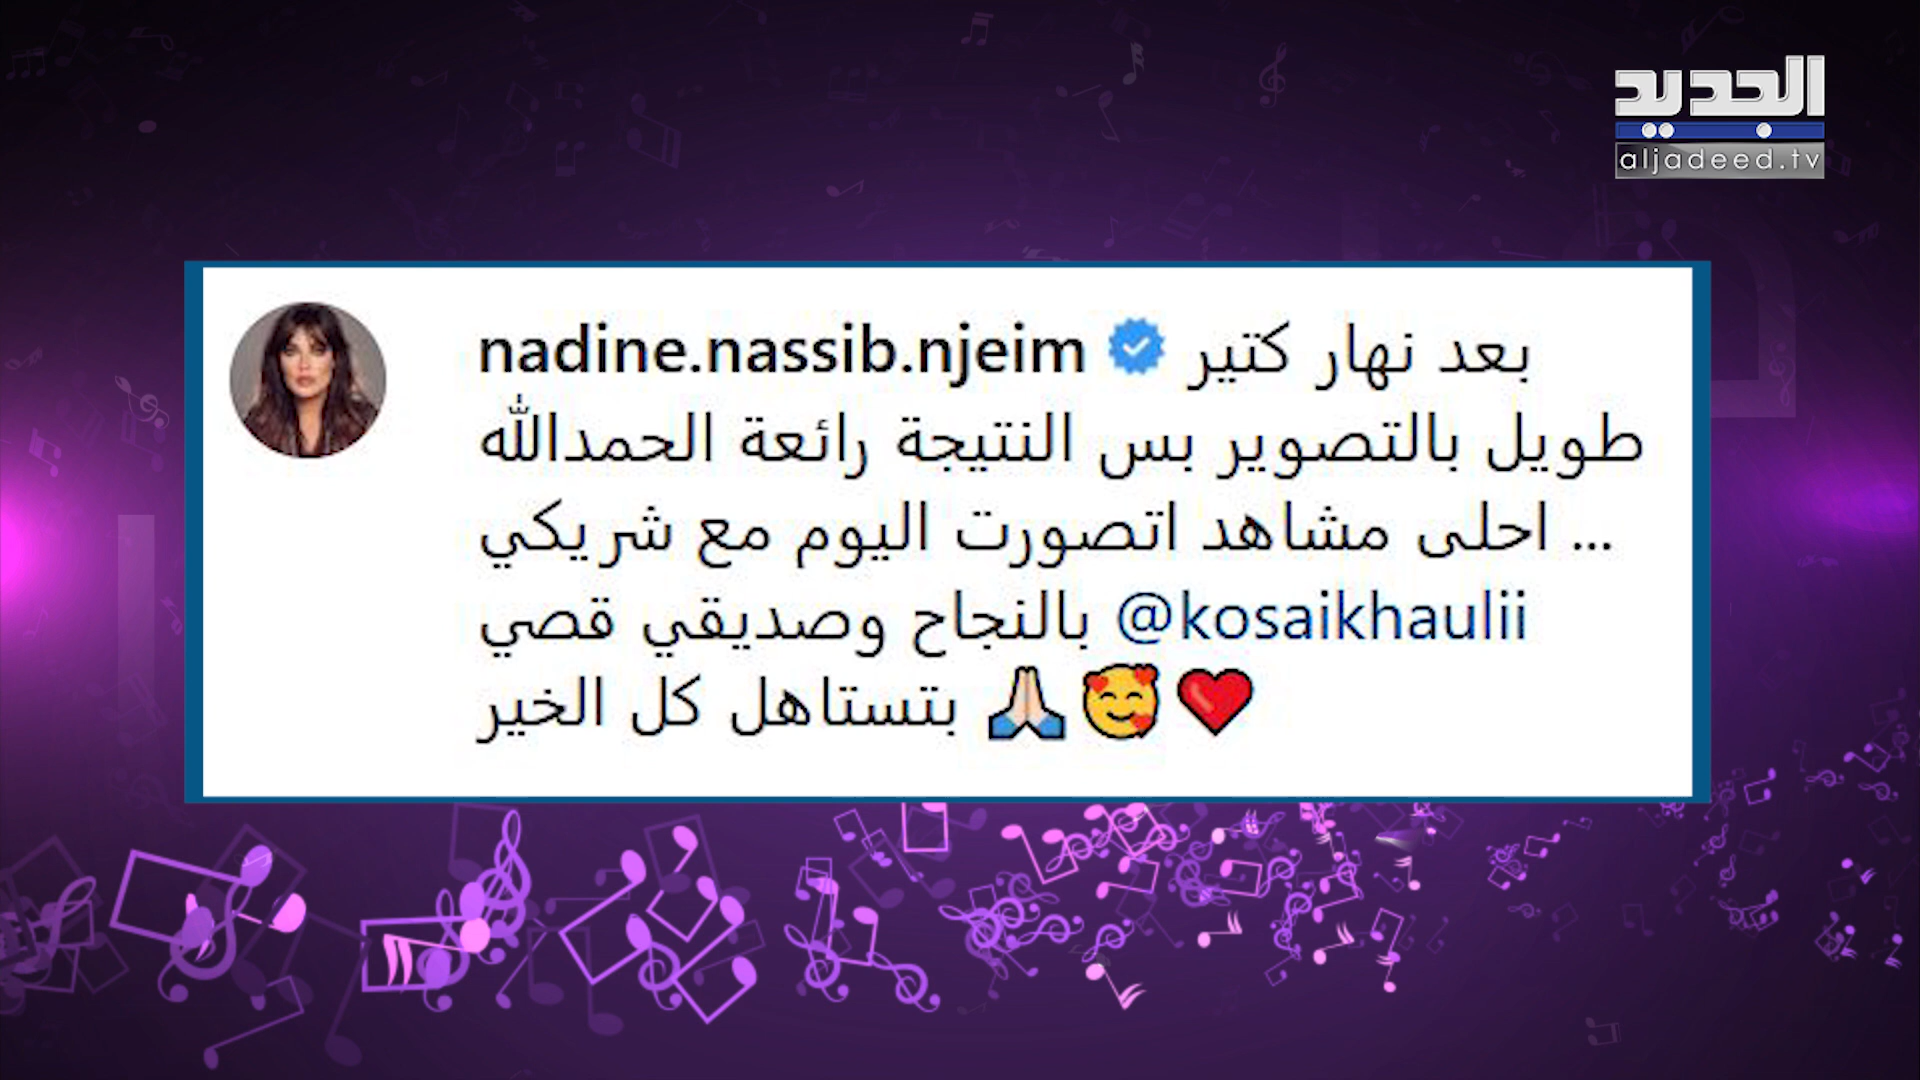 الجديد
aljadeed.tv
nadine.nassib.njeim بعد نهار كتير
طويل بالتصوير بس النتيجة رائعة الحمدالله
... احلى مشاهد اتصورت اليوم مع شريكي
بالنجاح وصديقي قصي @kosaikhaulii
بتستاهل كل الخير 🙏🏻🥰❤️